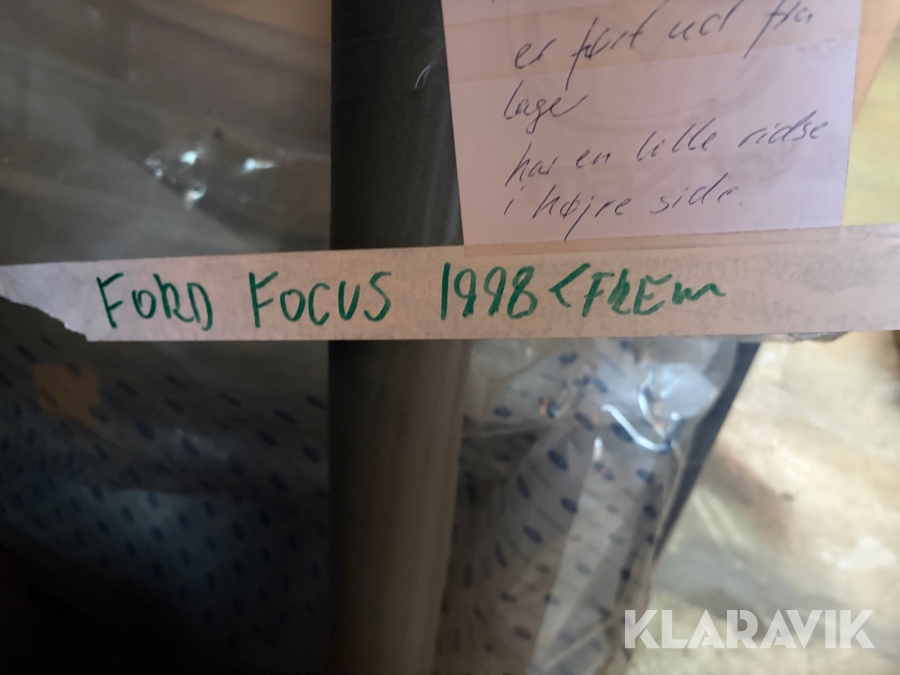 er ført ud fra
lager
har en lille ridse
i højre side.
FORD FOCUS 1998 < FREM
KLARAVIK